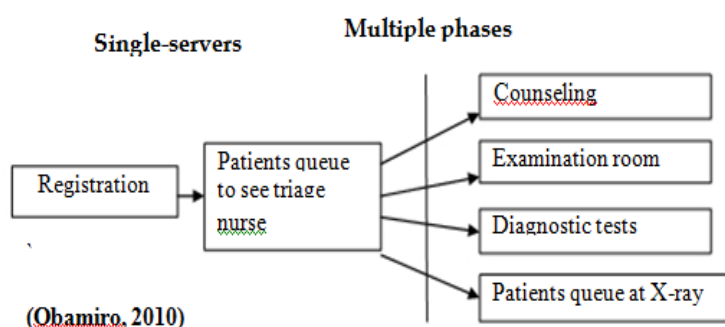 Single-servers
Multiple phases
Registration
Patients queue
to see triage
nurse
Counseling
Examination room
Diagnostic tests
Patients queue at X-ray
`
(Obamiro, 2010)